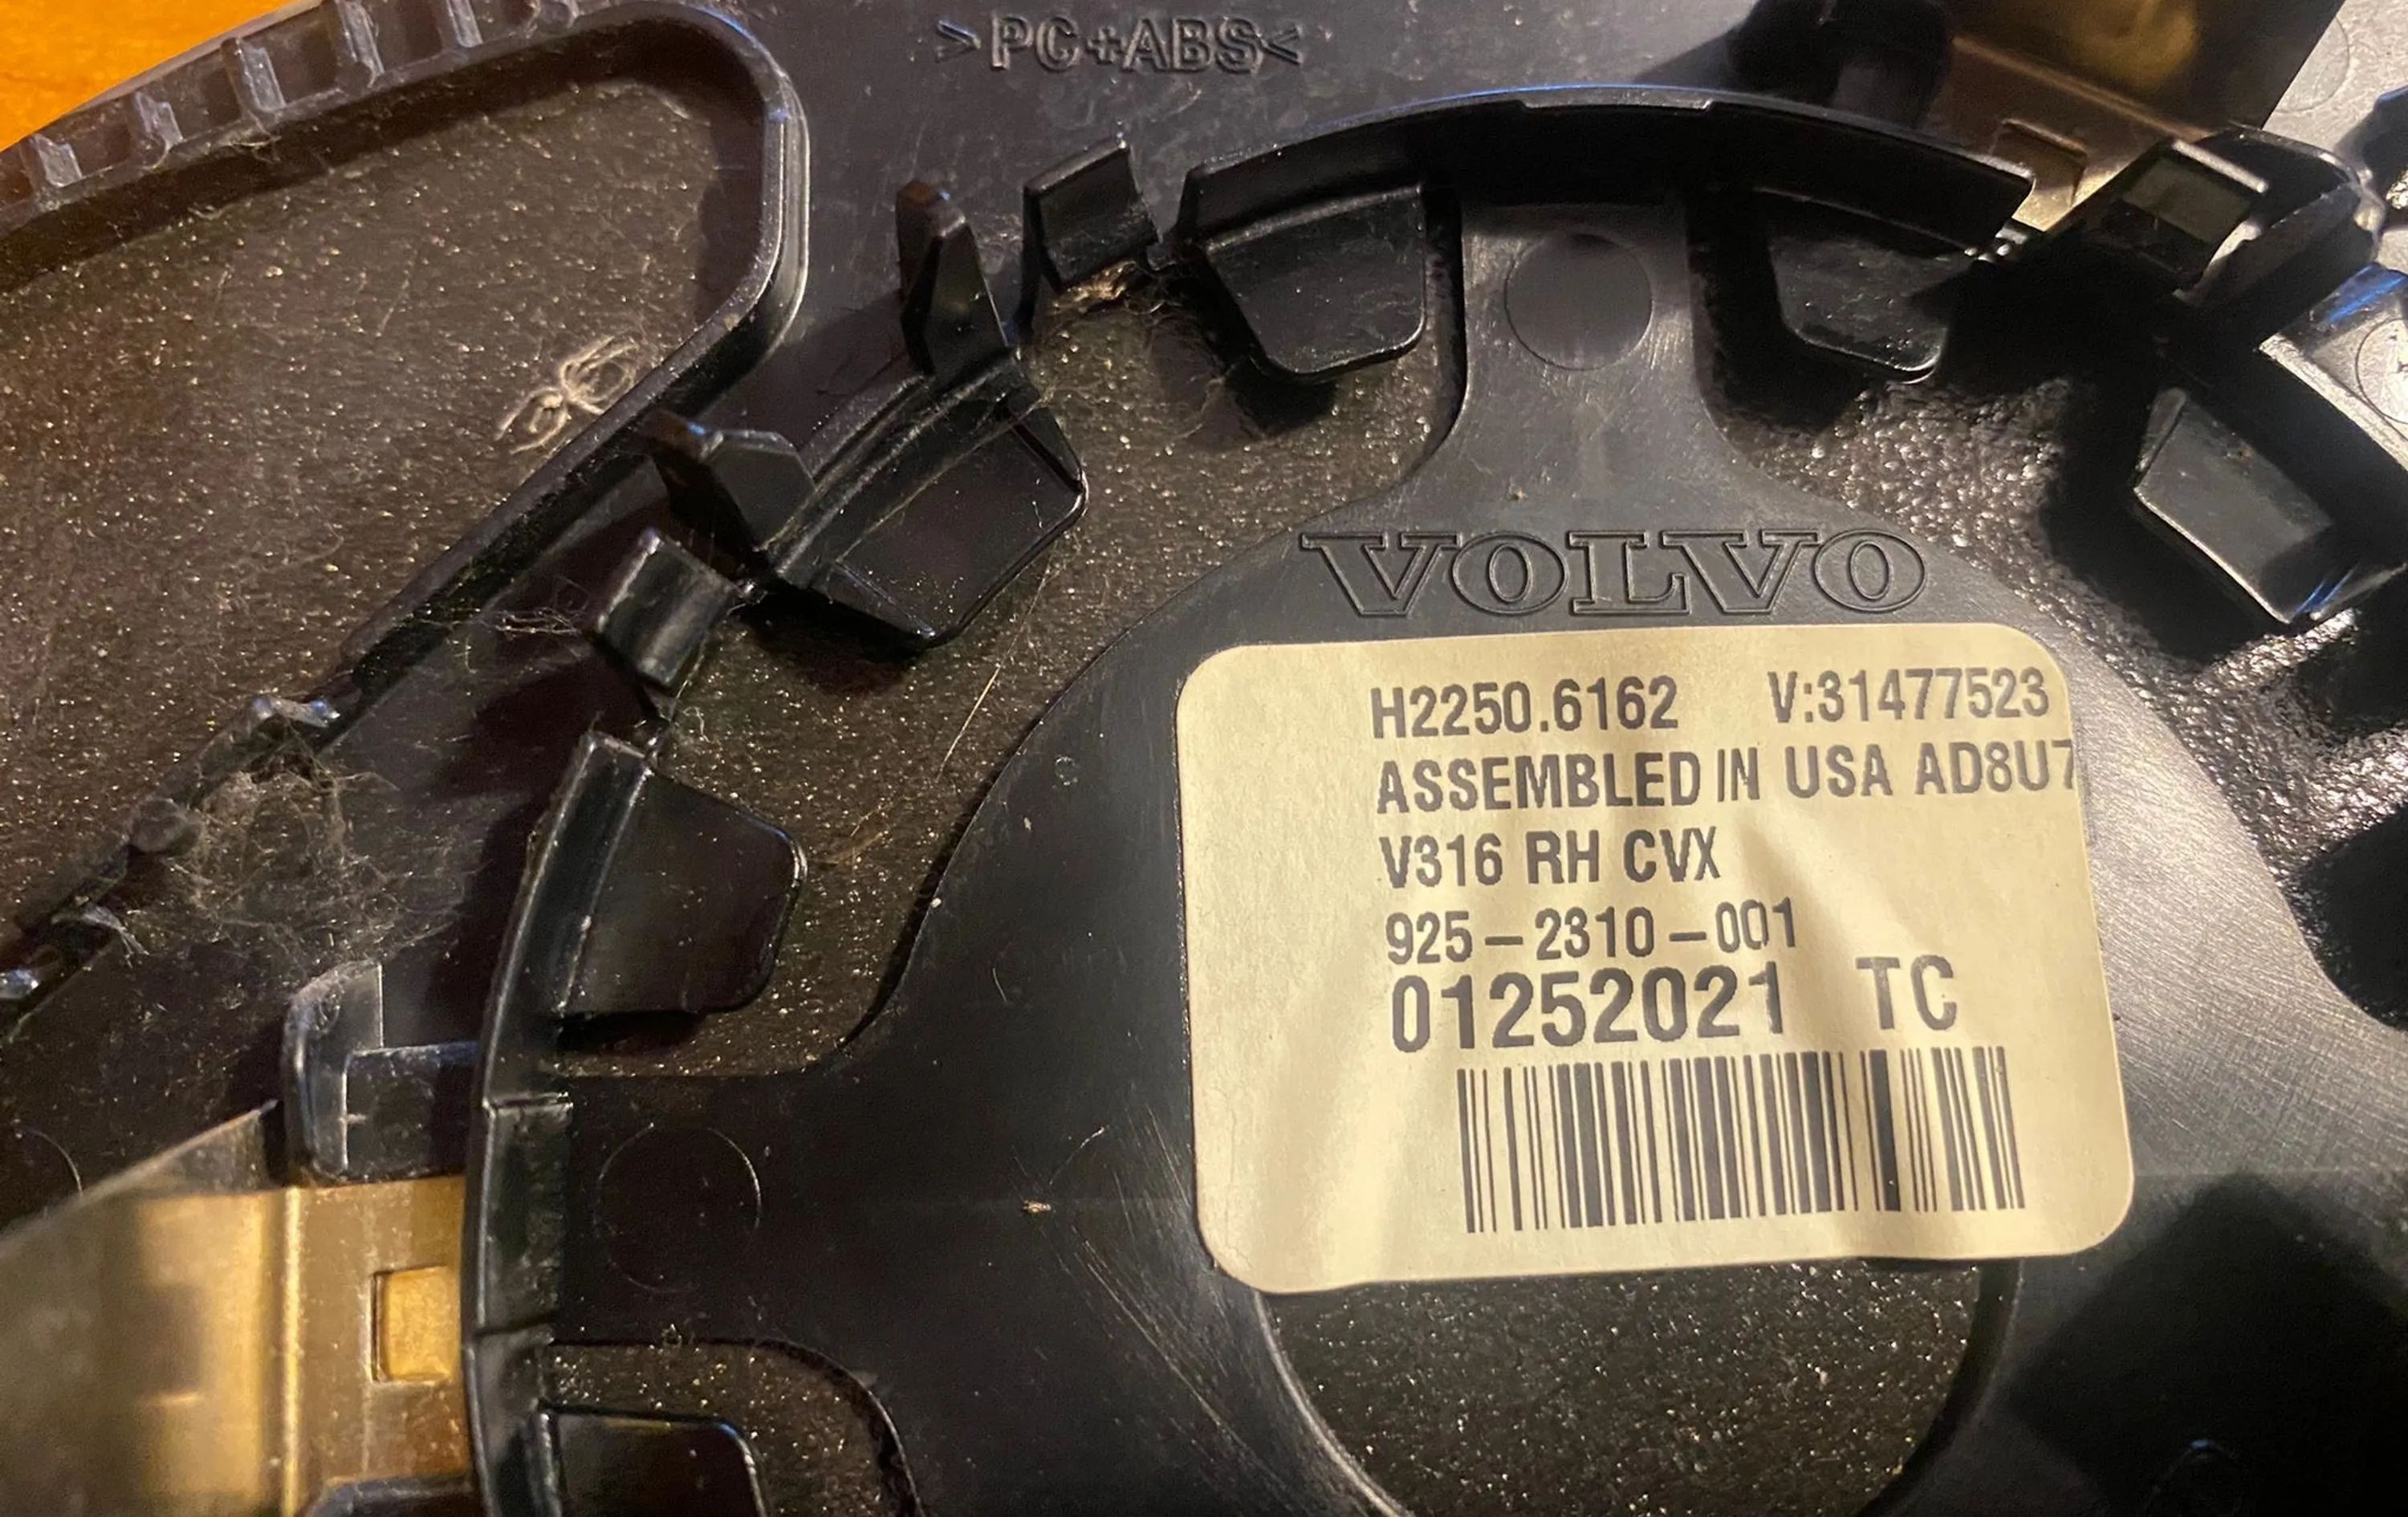 >PC+ABS<
VOLVO
H2250.6162 V:31477523
ASSEMBLED IN USA AD8U7
V316 RH CVX
925-2310-001
01252021 TC